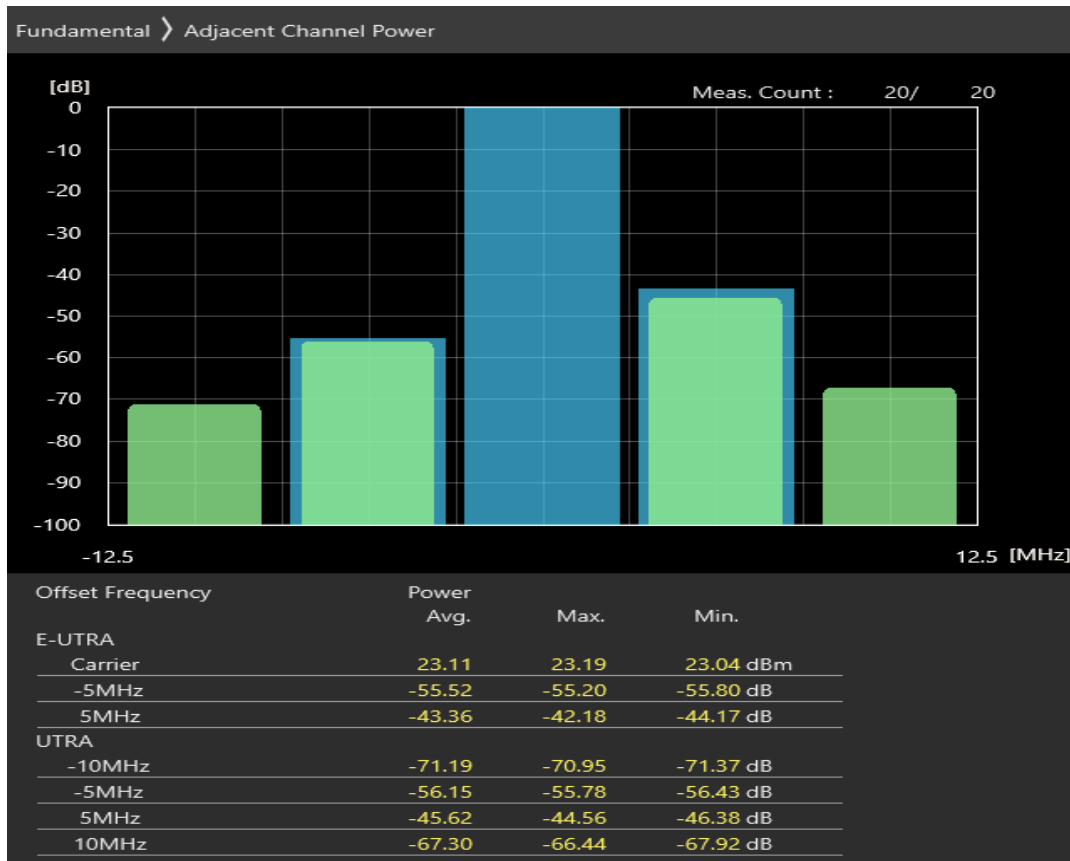 Fundamental ❯ Adjacent Channel Power
[dB]
Meas. Count : 20/ 20
0
-10
-20
-30
-40
-50
-60
-70
-80
-90
-100
-12.5 12.5 [MHz]
Offset Frequency Power
Avg. Max. Min.
E-UTRA
Carrier 23.11 23.19 23.04 dBm
-5MHz -55.52 -55.20 -55.80 dB
5MHz -43.36 -42.18 -44.17 dB
UTRA
-10MHz -71.19 -70.95 -71.37 dB
-5MHz -56.15 -55.78 -56.43 dB
5MHz -45.62 -44.56 -46.38 dB
10MHz -67.30 -66.44 -67.92 dB